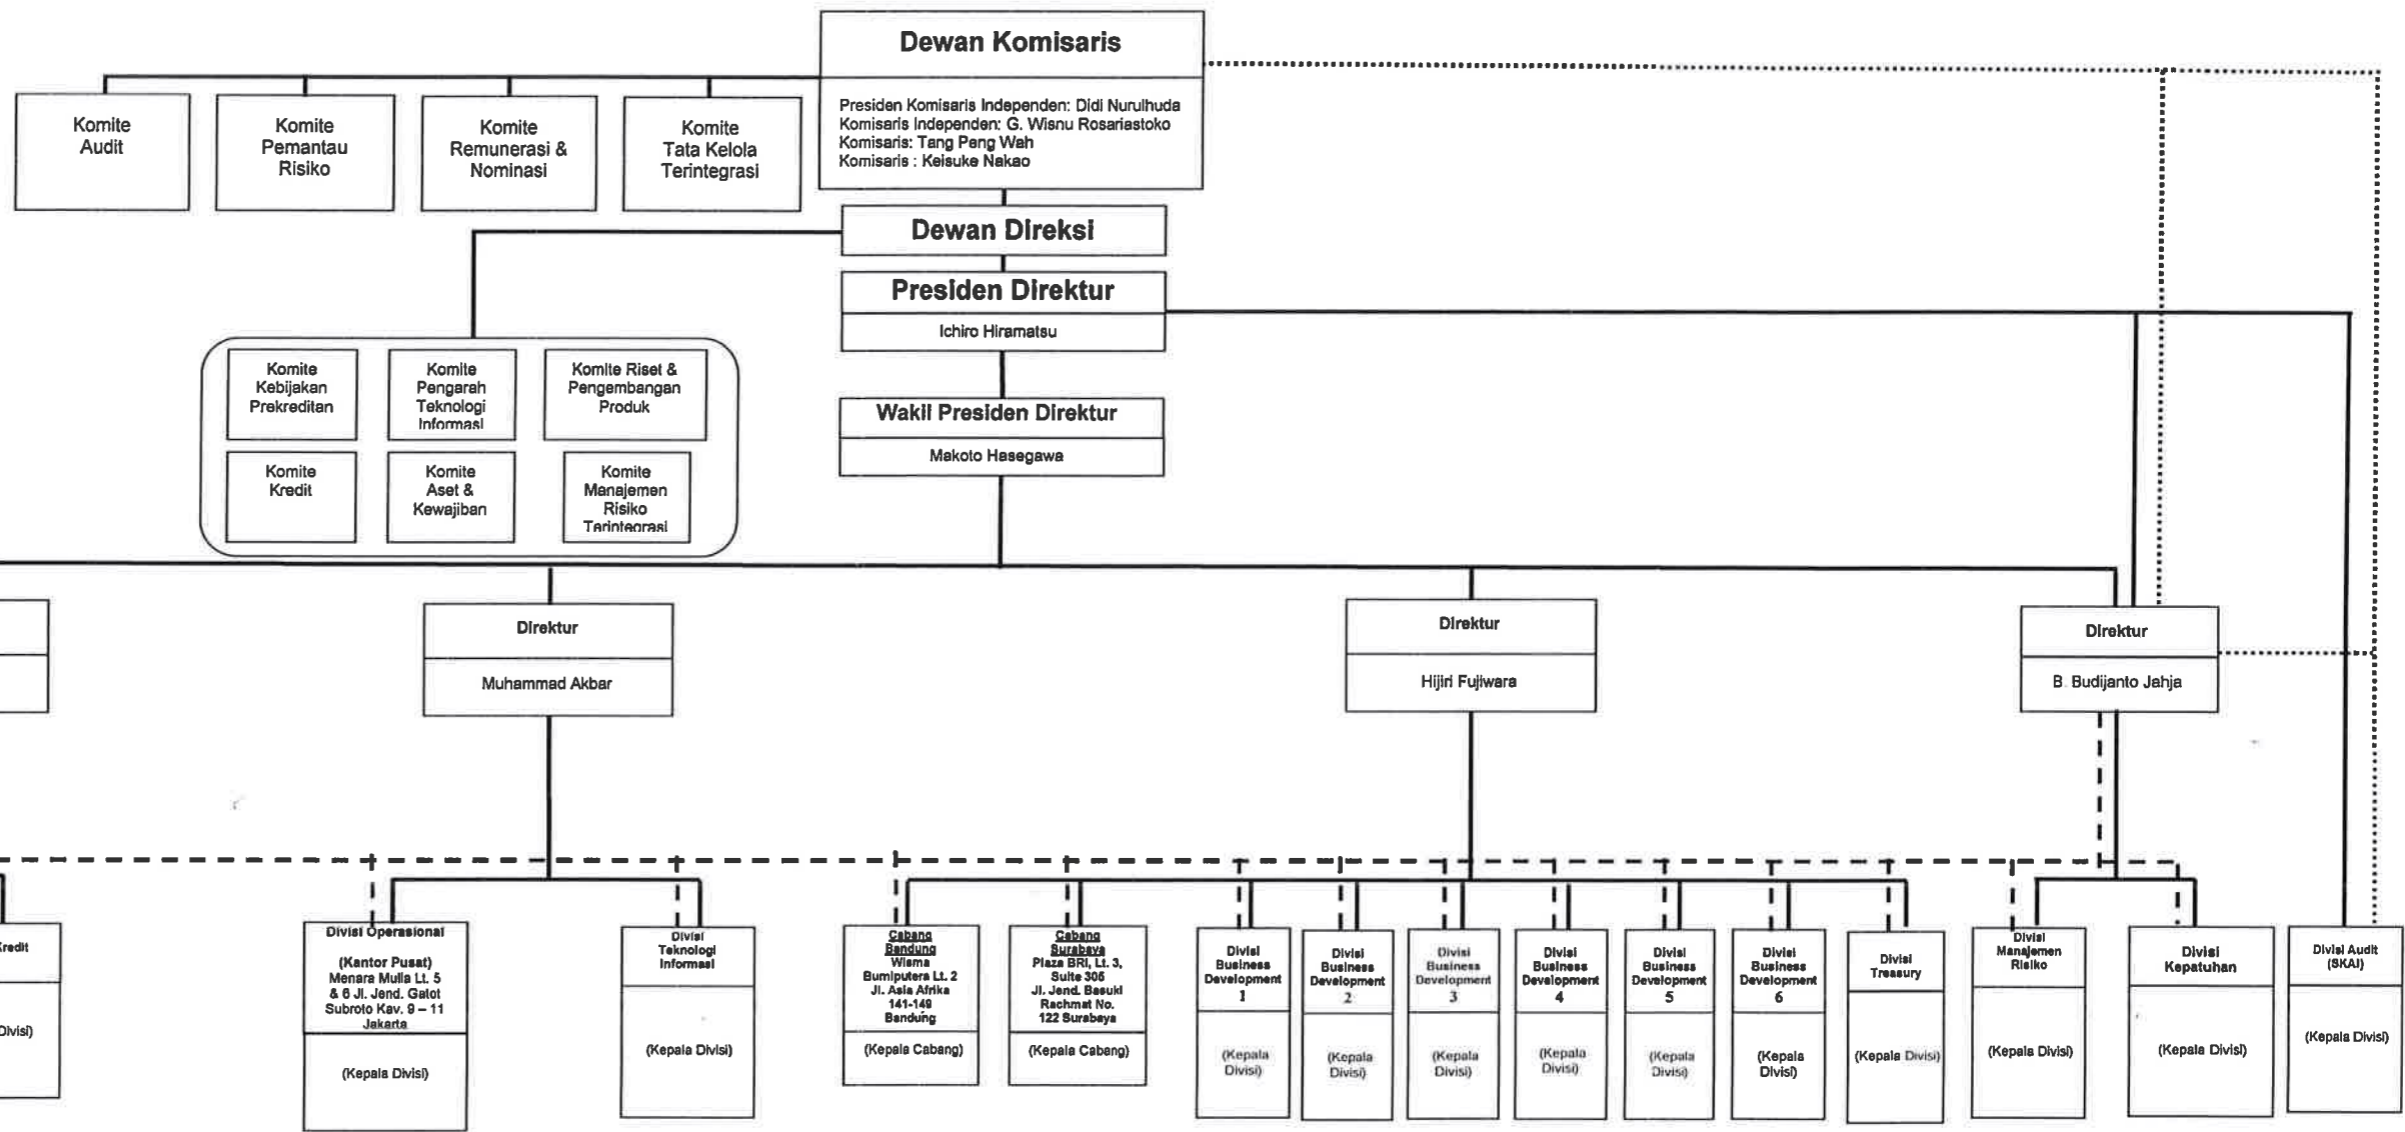 Dewan Komisaris
Presiden Komisaris Independen: Didi Nurulhuda
Komisaris Independen: G. Wisnu Rosariastoko
Komisaris: Tang Peng Wah
Komisaris : Keisuke Nakao
Komite
Audit
Komite
Pemantau
Risiko
Komite
Remunerasi &
Nominasi
Komite
Tata Kelola
Terintegrasi
Dewan Direksi
Presiden Direktur
Ichiro Hiramatsu
Komite
Kebijakan
Prekreditan
Komite
Pengarah
Teknologi
Informasi
Komite Riset &
Pengembangan
Produk
Komite
Kredit
Komite
Aset &
Kewajiban
Komite
Manajemen
Risiko
Terintegrasi
Wakil Presiden Direktur
Makoto Hasegawa
Direktur
Muhammad Akbar
Direktur
Hijiri Fujiwara
Direktur
B. Budijanto Jahja
Kredit
Divisi)
Divisi Operasional
(Kantor Pusat)
Menara Mulia Lt. 5
& 6 Jl. Jend. Gatot
Subroto Kav. 9 – 11
Jakarta
(Kepala Divisi)
Divisi
Teknologi
Informasi
(Kepala Divisi)
Cabang
Bandung
Wisma
Bumiputera Lt. 2
Jl. Asia Afrika
141-149
Bandung
(Kepala Cabang)
Cabang
Surabaya
Plaza BRI, Lt. 3,
Suite 305
Jl. Jend. Basuki
Rachmat No.
122 Surabaya
(Kepala Cabang)
Divisi
Business
Development
1
(Kepala
Divisi)
Divisi
Business
Development
2
(Kepala
Divisi)
Divisi
Business
Development
3
(Kepala
Divisi)
Divisi
Business
Development
4
(Kepala
Divisi)
Divisi
Business
Development
5
(Kepala
Divisi)
Divisi
Business
Development
6
(Kepala
Divisi)
Divisi
Treasury
(Kepala Divisi)
Divisi
Manajemen
Risiko
(Kepala Divisi)
Divisi
Kepatuhan
(Kepala Divisi)
Divisi Audit
(SKAI)
(Kepala Divisi)